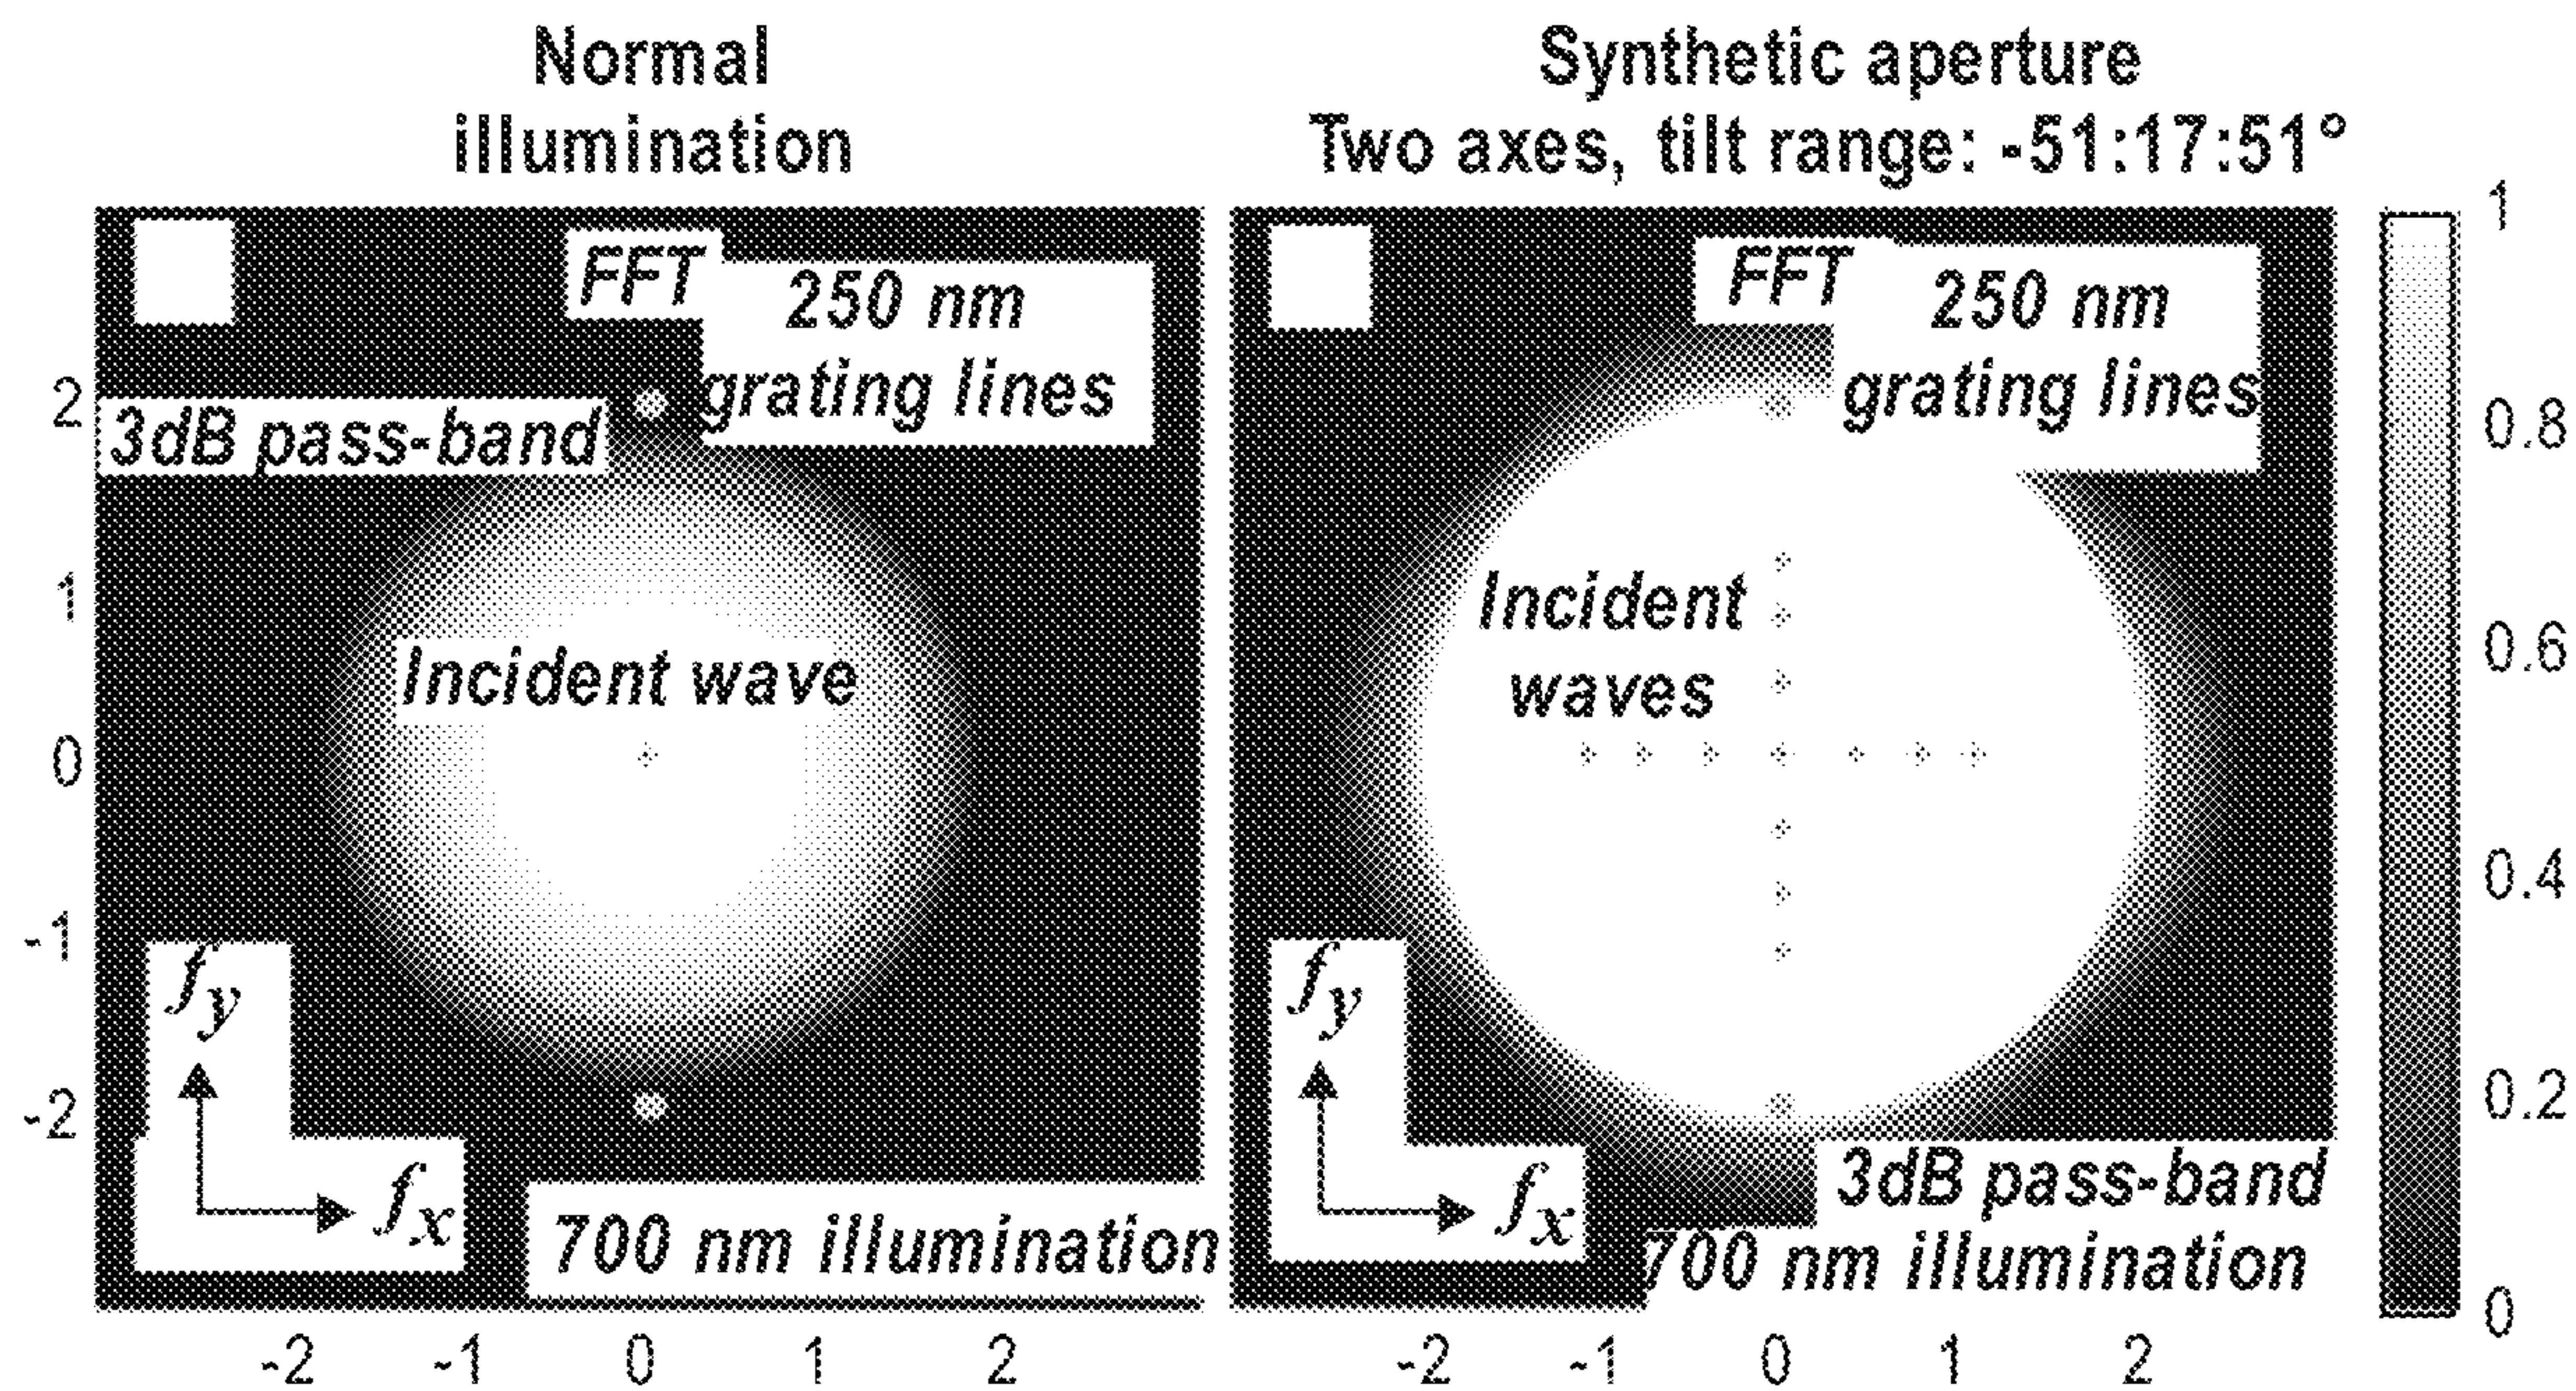 Normal
illumination
FFT
250 nm
grating lines
3dB pass-band
Incident wave
f_y
f_x
700 nm illumination
2
1
0
-1
-2
-2
-1
0
1
2
Synthetic aperture
Two axes, tilt range: -51:17:51°
FFT
250 nm
grating lines
Incident
waves
f_y
f_x
3dB pass-band
700 nm illumination
-2
-1
0
1
2
1
0.8
0.6
0.4
0.2
0